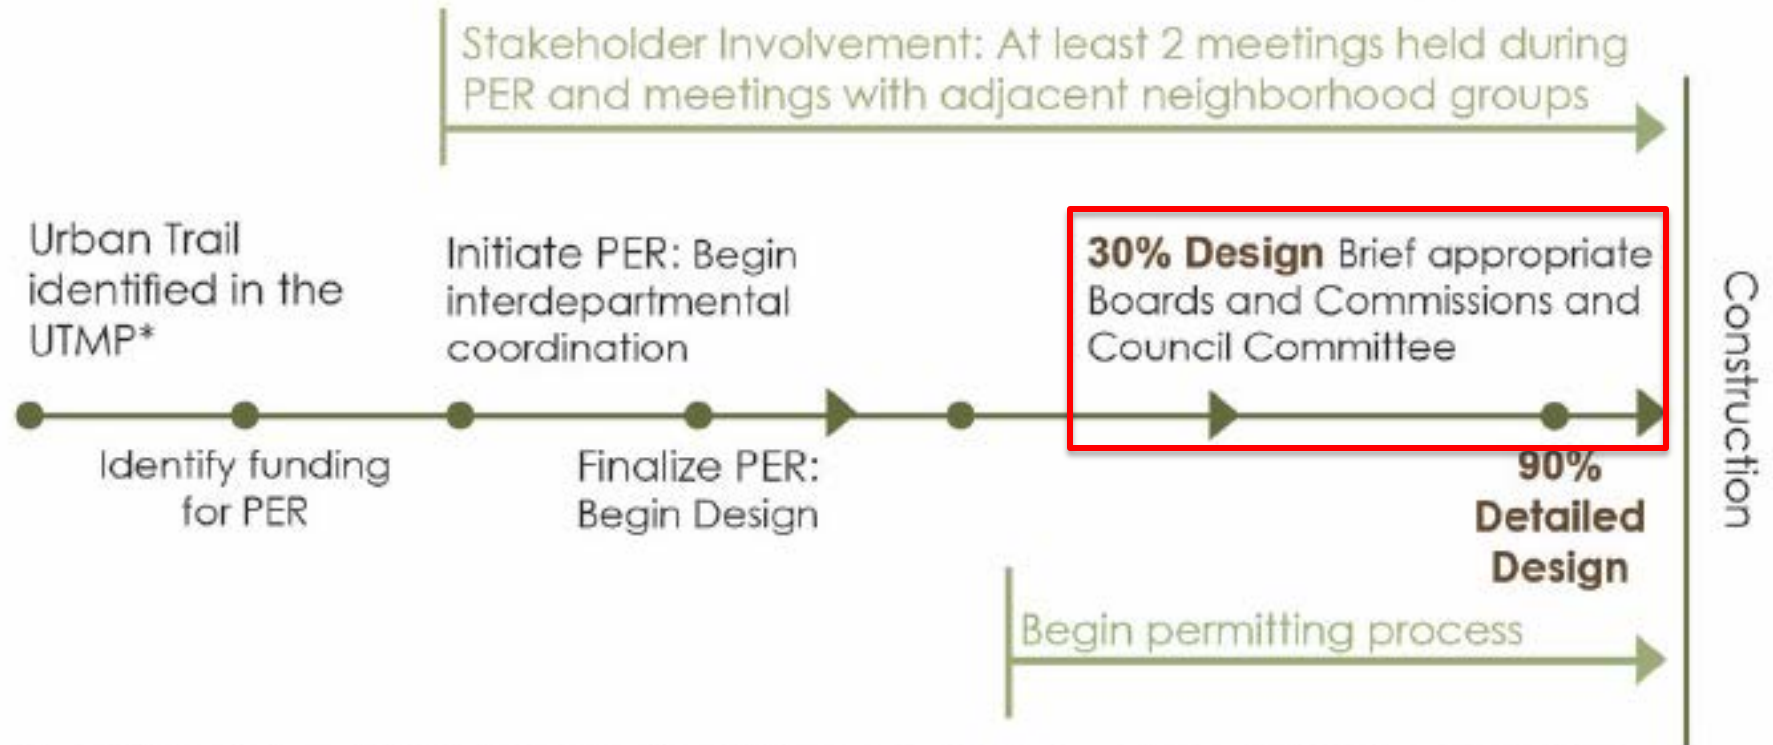 Stakeholder Involvement: At least 2 meetings held during
PER and meetings with adjacent neighborhood groups
Urban Trail
identified in the
UTMP*
Initiate PER: Begin
interdepartmental
coordination
30% Design Brief appropriate
Boards and Commissions and
Council Committee
Construction
Identify funding
for PER
Finalize PER:
Begin Design
90%
Detailed
Design
Begin permitting process